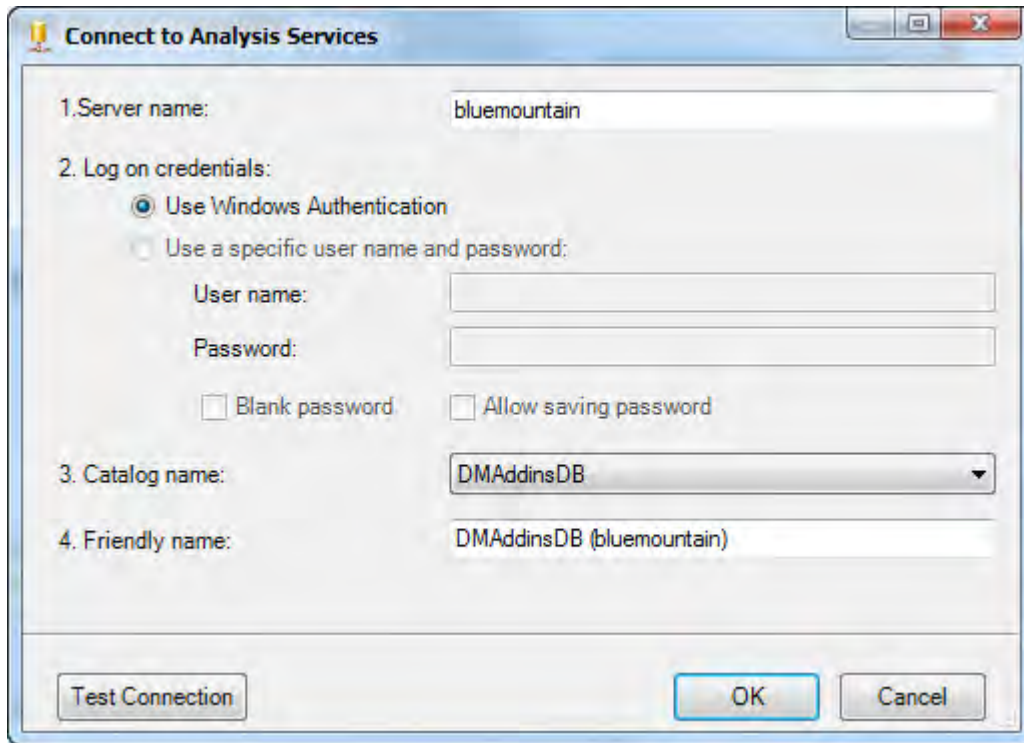 Connect to Analysis Services
1.Server name: bluemountain
2. Log on credentials:
Use Windows Authentication
Use a specific user name and password:
User name:
Password:
Blank password Allow saving password
3. Catalog name: DMAddinsDB
4. Friendly name: DMAddinsDB (bluemountain)
Test Connection OK Cancel